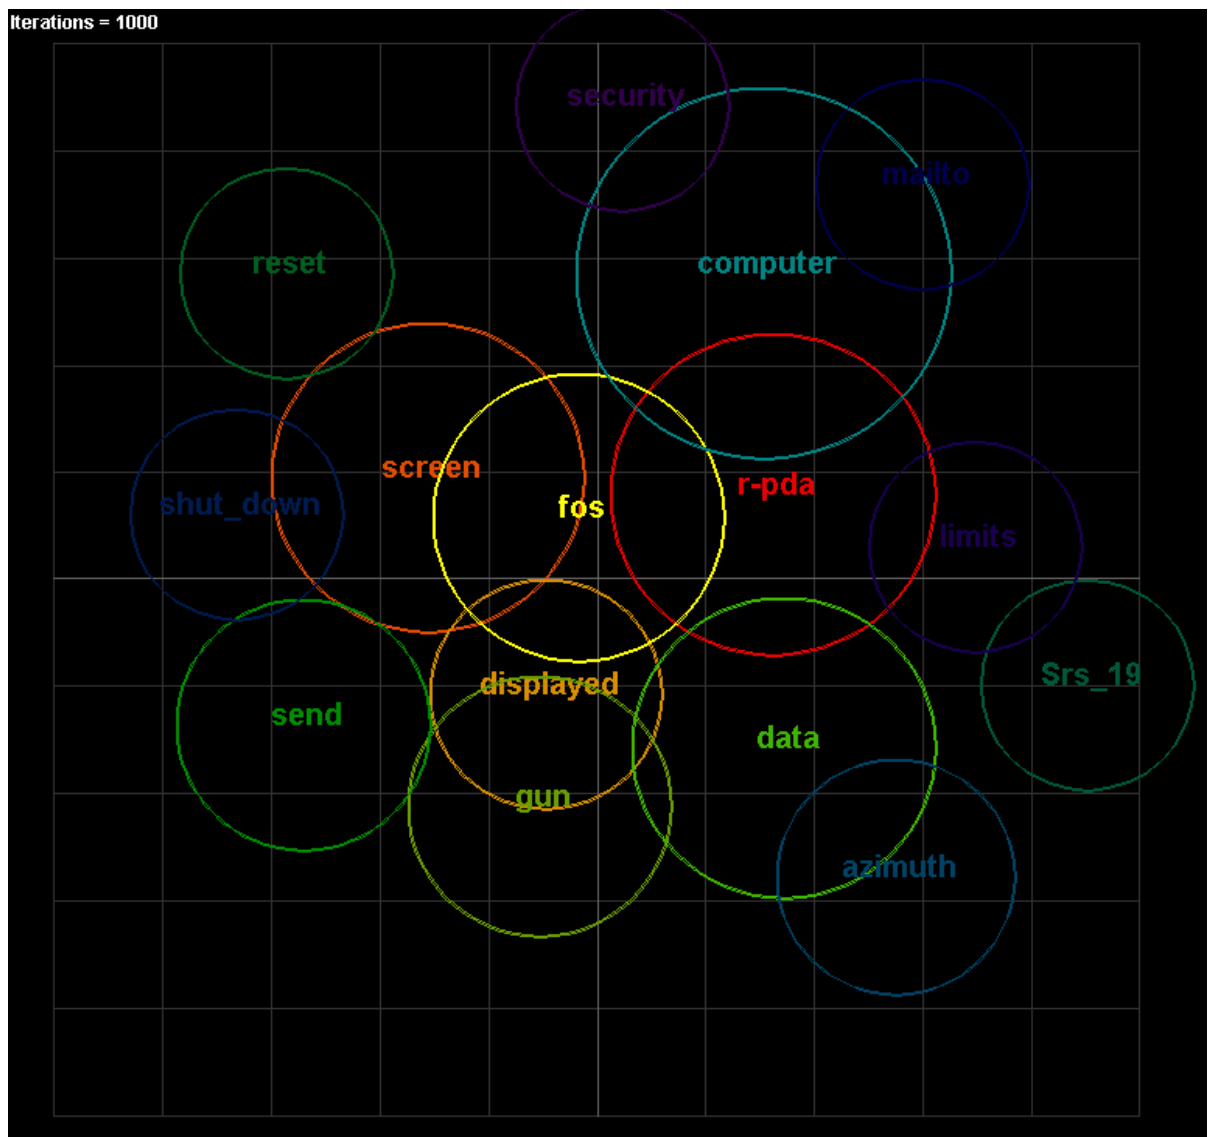 Iterations = 1000
security
mailto
reset
computer
screen
r-pda
shut_down
fos
limits
displayed
Srs_19
send
data
gun
azimuth